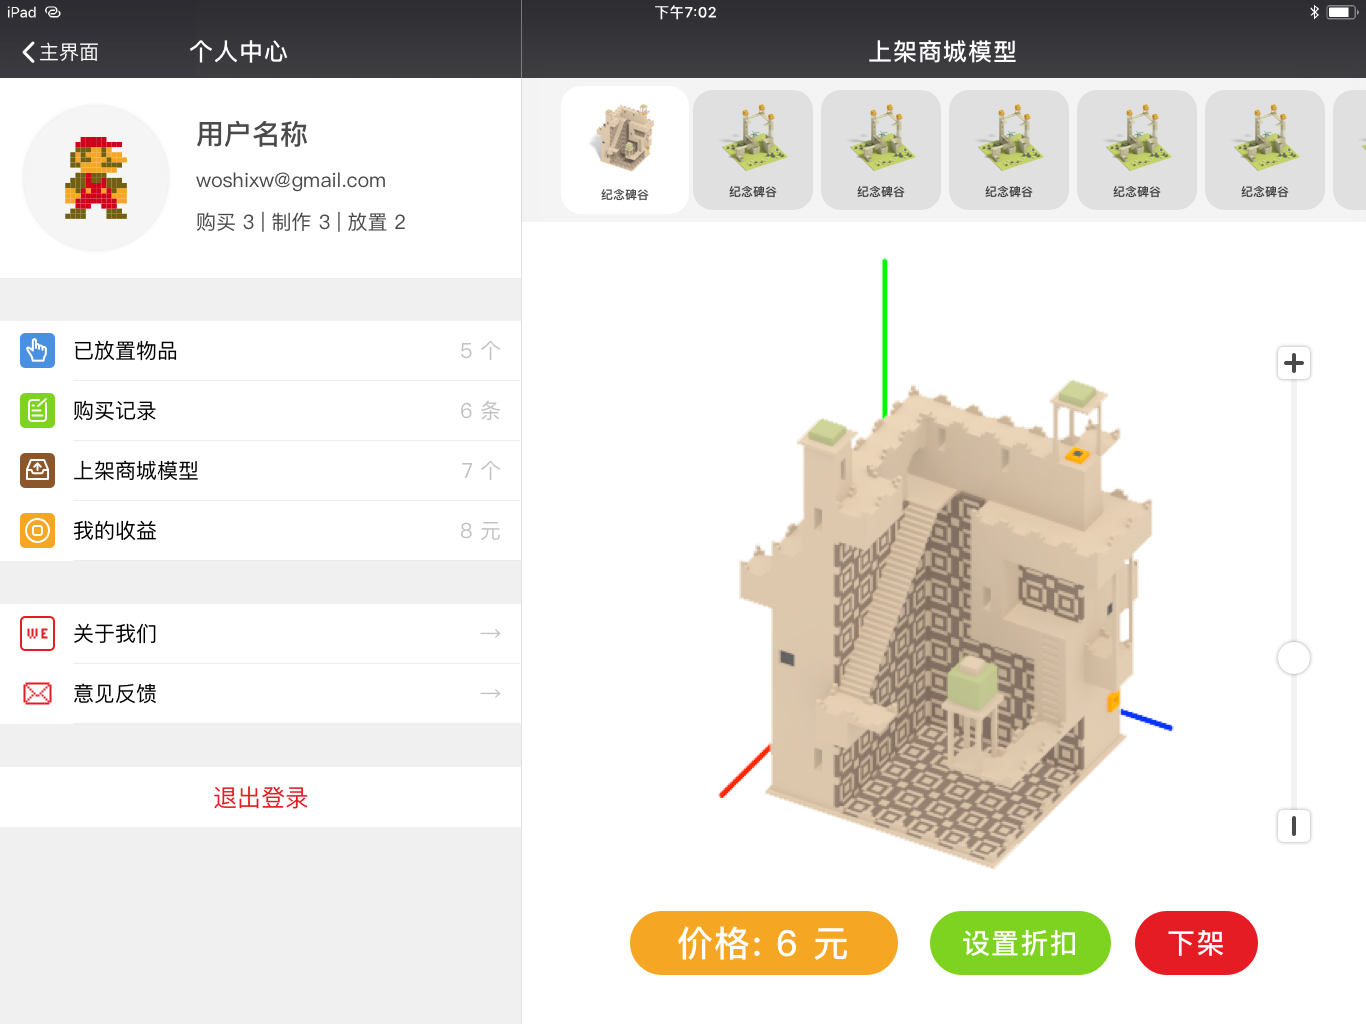 iPad
下午7:02
主界面
个人中心
上架商城模型
用户名称
woshixw@gmail.com
购买 3 | 制作 3 | 放置 2
已放置物品 5 个
购买记录 6 条
上架商城模型 7 个
我的收益 8 元
WE 关于我们
意见反馈
退出登录
纪念碑谷
纪念碑谷
纪念碑谷
纪念碑谷
纪念碑谷
纪念碑谷
价格: 6 元
设置折扣
下架